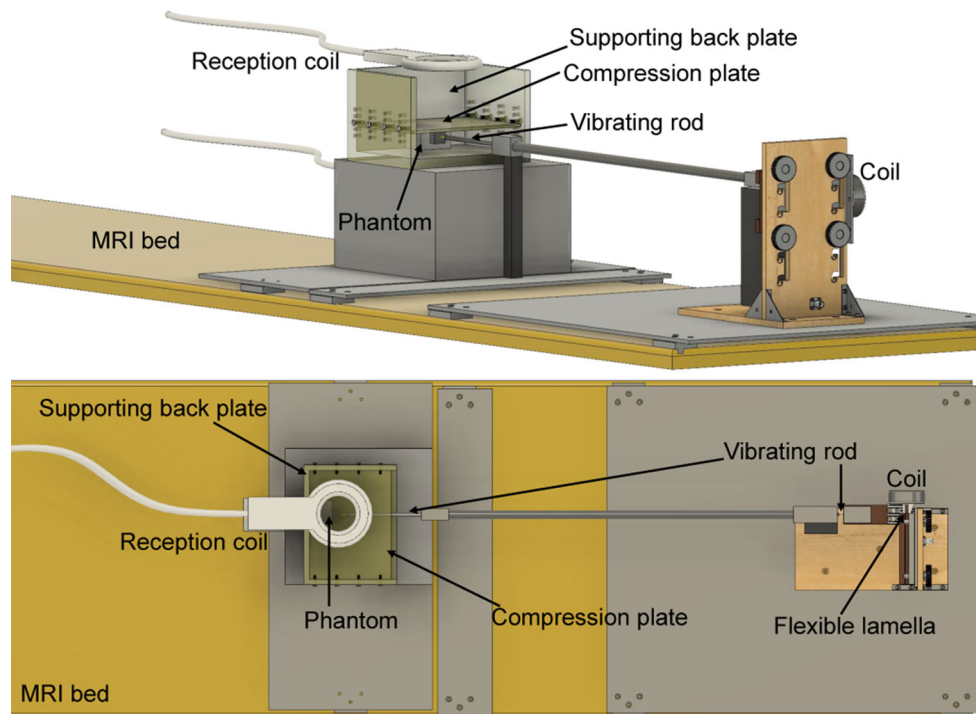 Supporting back plate
Reception coil
Compression plate
Vibrating rod
Coil
Phantom
MRI bed
Supporting back plate
Vibrating rod
Coil
Reception coil
Phantom
Compression plate
Flexible lamella
MRI bed